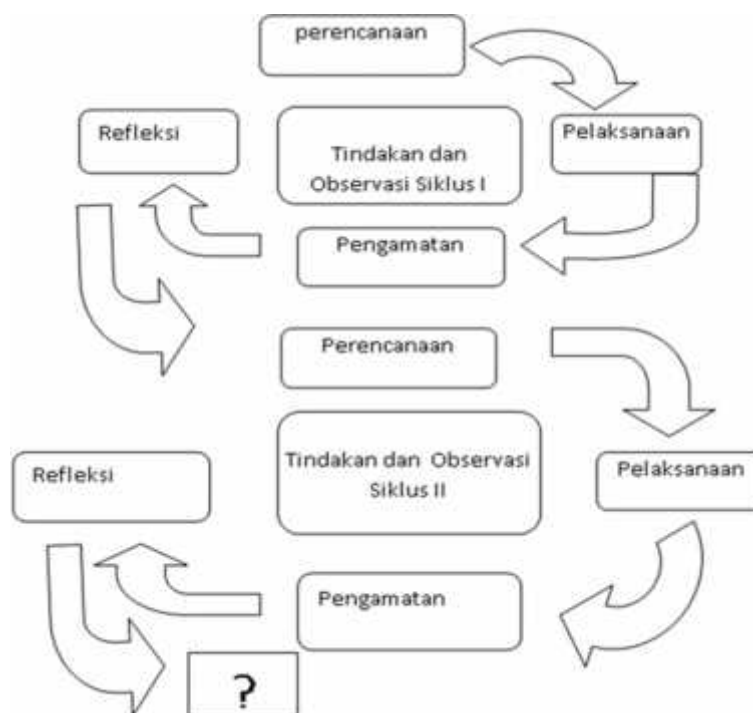 perencanaan
Refleksi
Tindakan dan
Observasi Siklus I
Pelaksanaan
Pengamatan
Perencanaan
Refleksi
Tindakan dan Observasi
Siklus II
Pelaksanaan
Pengamatan
?